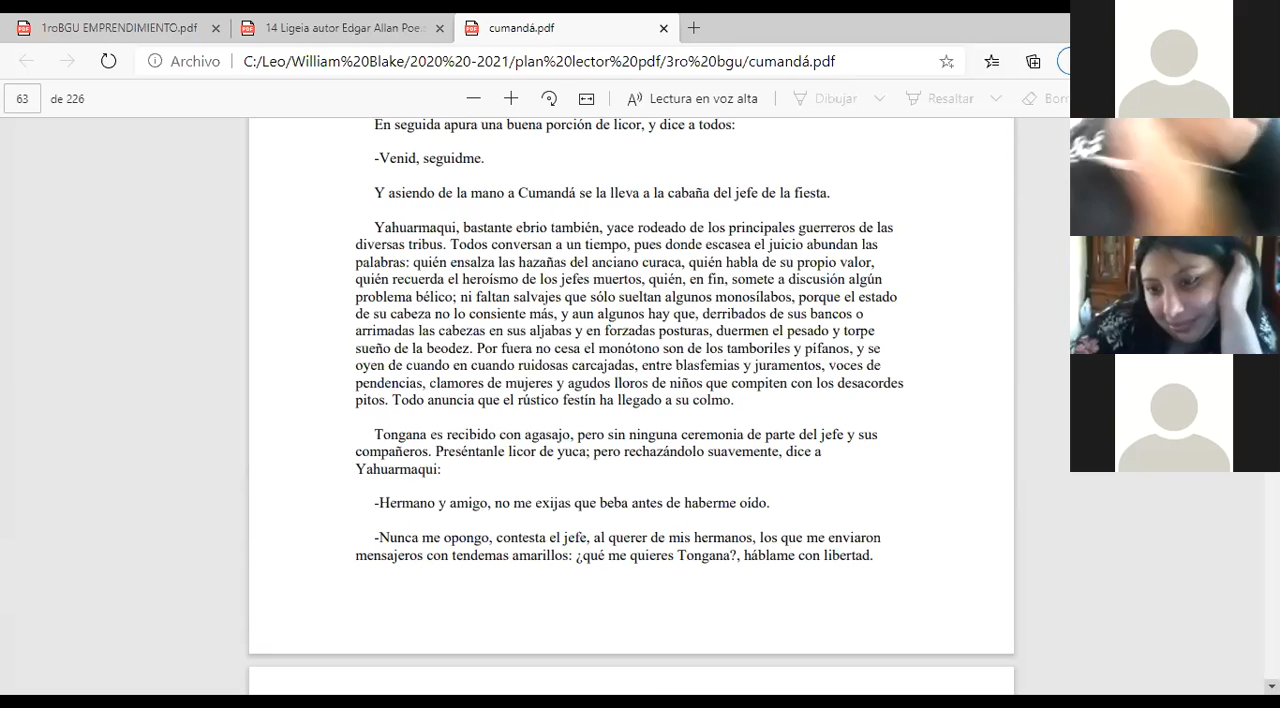 1roBGU EMPRENDIMIENTO.pdf
14 Ligeia autor Edgar Allan Poe.
cumandá.pdf
Archivo
C:/Leo/William%20Blake/2020%20-2021/plan%20lector%20pdf/3ro%20bgu/cumandá.pdf
63 de 226
Lectura en voz alta
Dibujar
Resaltar
En seguida apura una buena porción de licor, y dice a todos:
-Venid, seguidme.
Y asiendo de la mano a Cumandá se la lleva a la cabaña del jefe de la fiesta.
Yahuarmaqui, bastante ebrio también, yace rodeado de los principales guerreros de las
diversas tribus. Todos conversan a un tiempo, pues donde escasea el juicio abundan las
palabras: quién ensalza las hazañas del anciano curaca, quién habla de su propio valor,
quién recuerda el heroísmo de los jefes muertos, quién, en fin, somete a discusión algún
problema bélico; ni faltan salvajes que sólo sueltan algunos monosílabos, porque el estado
de su cabeza no lo consiente más, y aun algunos hay que, derribados de sus bancos o
arrimadas las cabezas en sus aljabas y en forzadas posturas, duermen el pesado y torpe
sueño de la beodez. Por fuera no cesa el monótono son de los tamboriles y pífanos, y se
oyen de cuando en cuando ruidosas carcajadas, entre blasfemias y juramentos, voces de
pendencias, clamores de mujeres y agudos lloros de niños que compiten con los desacordes
pitos. Todo anuncia que el rústico festín ha llegado a su colmo.
Tongana es recibido con agasajo, pero sin ninguna ceremonia de parte del jefe y sus
compañeros. Preséntanle licor de yuca; pero rechazándolo suavemente, dice a
Yahuarmaqui:
-Hermano y amigo, no me exijas que beba antes de haberme oído.
-Nunca me opongo, contesta el jefe, al querer de mis hermanos, los que me enviaron
mensajeros con tendemas amarillos: ¿qué me quieres Tongana?, háblame con libertad.